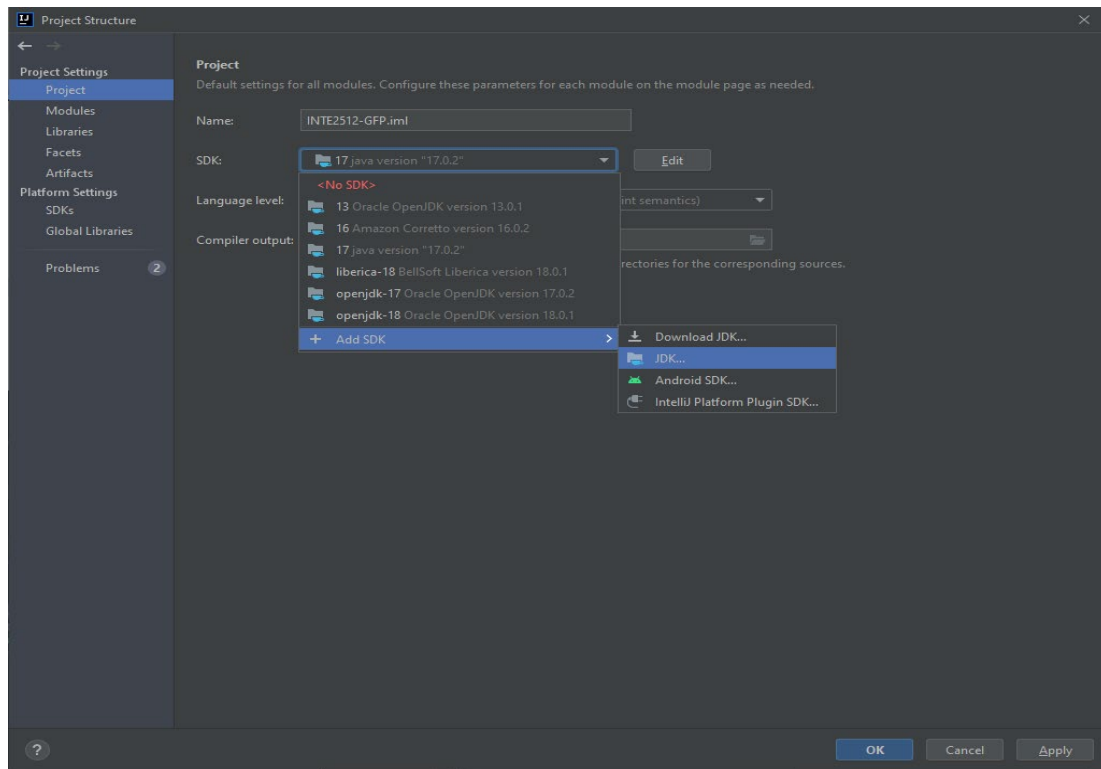 Project Structure
Project Settings
Project
Modules
Libraries
Facets
Artifacts
Platform Settings
SDKs
Global Libraries
Problems 2
Project
Default settings for all modules. Configure these parameters for each module on the module page as needed.
Name: INTE2512-GFP.iml
SDK: 17 java version "17.0.2" Edit
<No SDK>
Language level: int semantics)
13 Oracle OpenJDK version 13.0.1
16 Amazon Corretto version 16.0.2
Compiler output:
17 java version "17.0.2"
rectories for the corresponding sources.
liberica-18 BellSoft Liberica version 18.0.1
openjdk-17 Oracle OpenJDK version 17.0.2
openjdk-18 Oracle OpenJDK version 18.0.1
+ Add SDK >
Download JDK...
JDK...
Android SDK...
IntelliJ Platform Plugin SDK...
? OK Cancel Apply